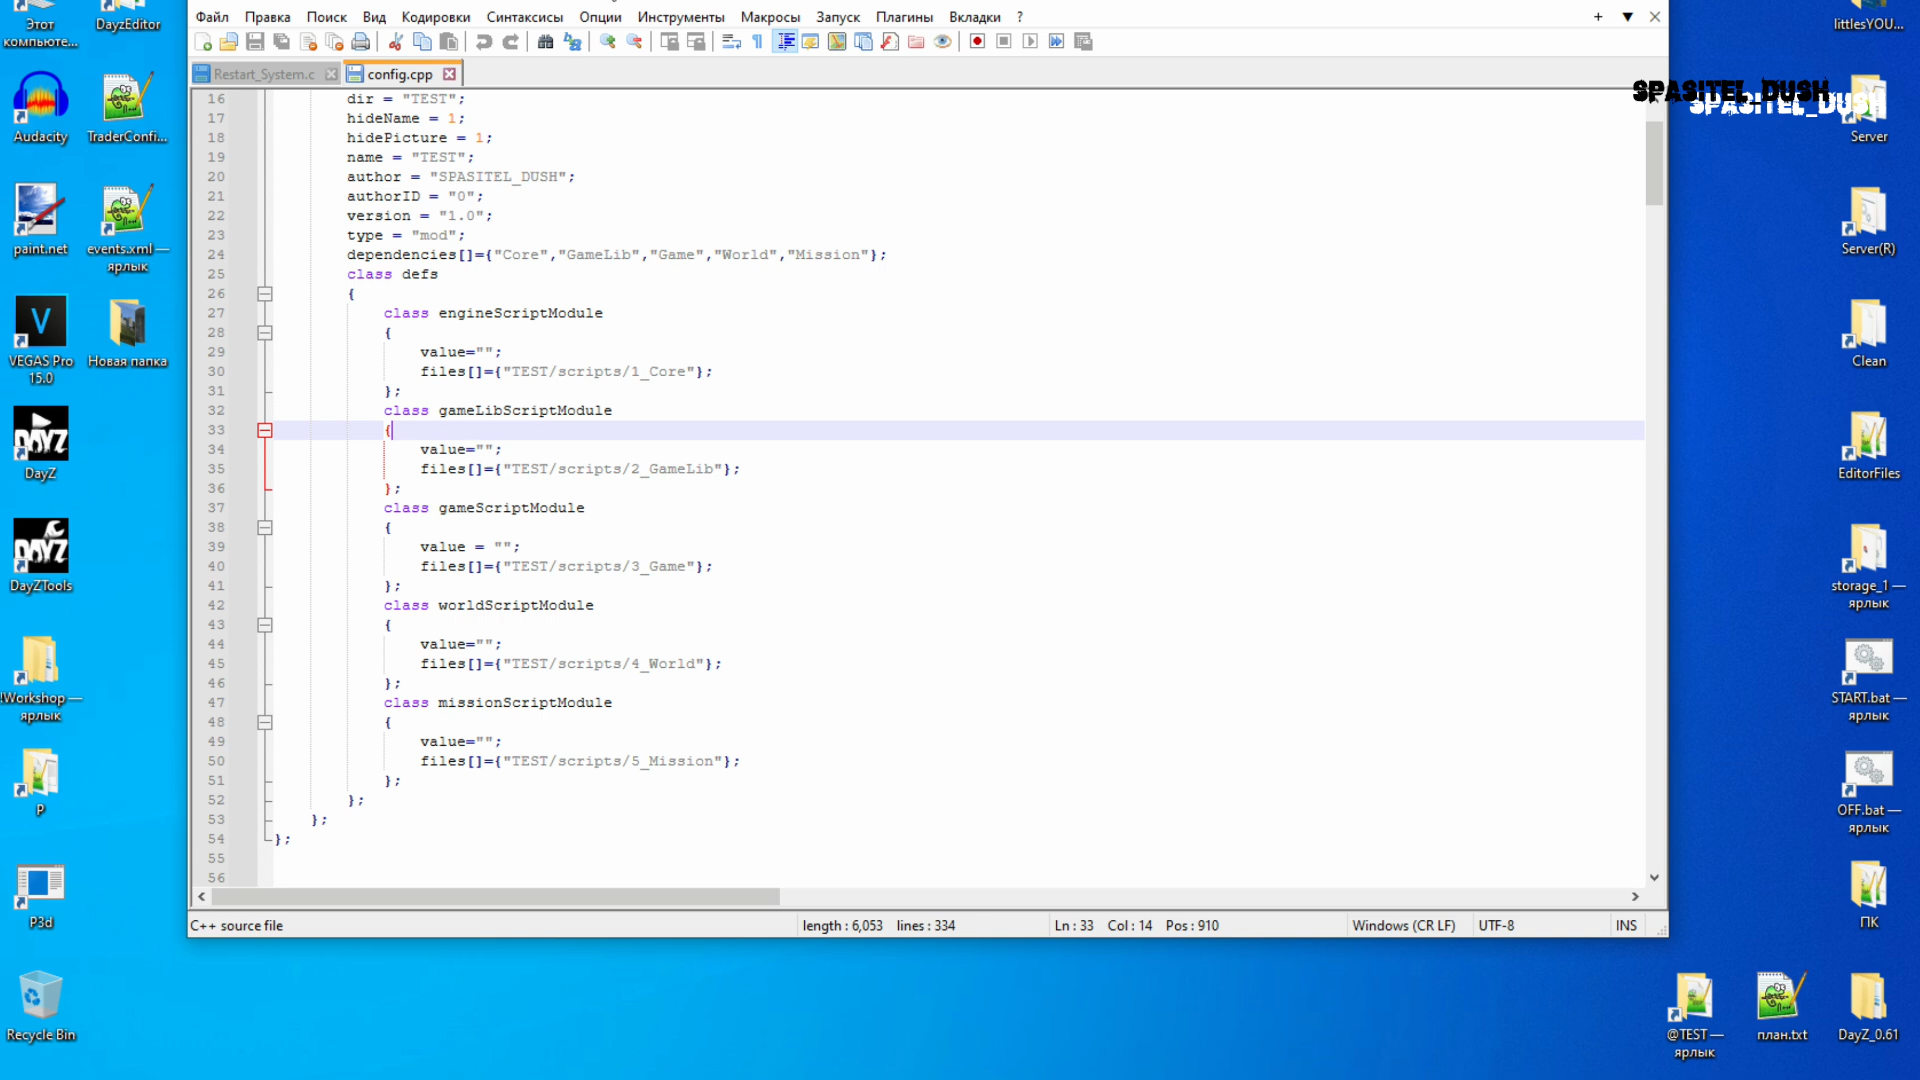 Файл Правка Поиск Вид Кодировки Синтаксисы Опции Инструменты Макросы Запуск Плагины Вкладки ?
Restart_System.c
config.cpp
16 dir = "TEST";
17 hideName = 1;
18 hidePicture = 1;
19 name = "TEST";
20 author = "SPASITEL_DUSH";
21 authorID = "0";
22 version = "1.0";
23 type = "mod";
24 dependencies[]={"Core","GameLib","Game","World","Mission"};
25 class defs
26 {
27 class engineScriptModule
28 {
29 value="";
30 files[]={"TEST/scripts/1_Core"};
31 };
32 class gameLibScriptModule
33 {
34 value="";
35 files[]={"TEST/scripts/2_GameLib"};
36 };
37 class gameScriptModule
38 {
39 value = "";
40 files[]={"TEST/scripts/3_Game"};
41 };
42 class worldScriptModule
43 {
44 value="";
45 files[]={"TEST/scripts/4_World"};
46 };
47 class missionScriptModule
48 {
49 value="";
50 files[]={"TEST/scripts/5_Mission"};
51 };
52 };
53 };
54 };
55
56
C++ source file length : 6,053 lines : 334 Ln : 33 Col : 14 Pos : 910 Windows (CR LF) UTF-8 INS
Этот
компьюте...
DayzEditor
Audacity
TraderConfi...
paint.net
events.xml —
ярлык
VEGAS Pro
15.0
Новая папка
DAYZ
DayZ
DAYZ
DayZTools
!Workshop —
ярлык
P
P3d
Recycle Bin
littlesYOU...
SPASITEL_DUSH
SPASITEL_DUSH
Server
Server(R)
Clean
EditorFiles
storage_1 —
ярлык
START.bat —
ярлык
OFF.bat —
ярлык
ПК
@TEST —
ярлык
план.txt
DayZ_0.61